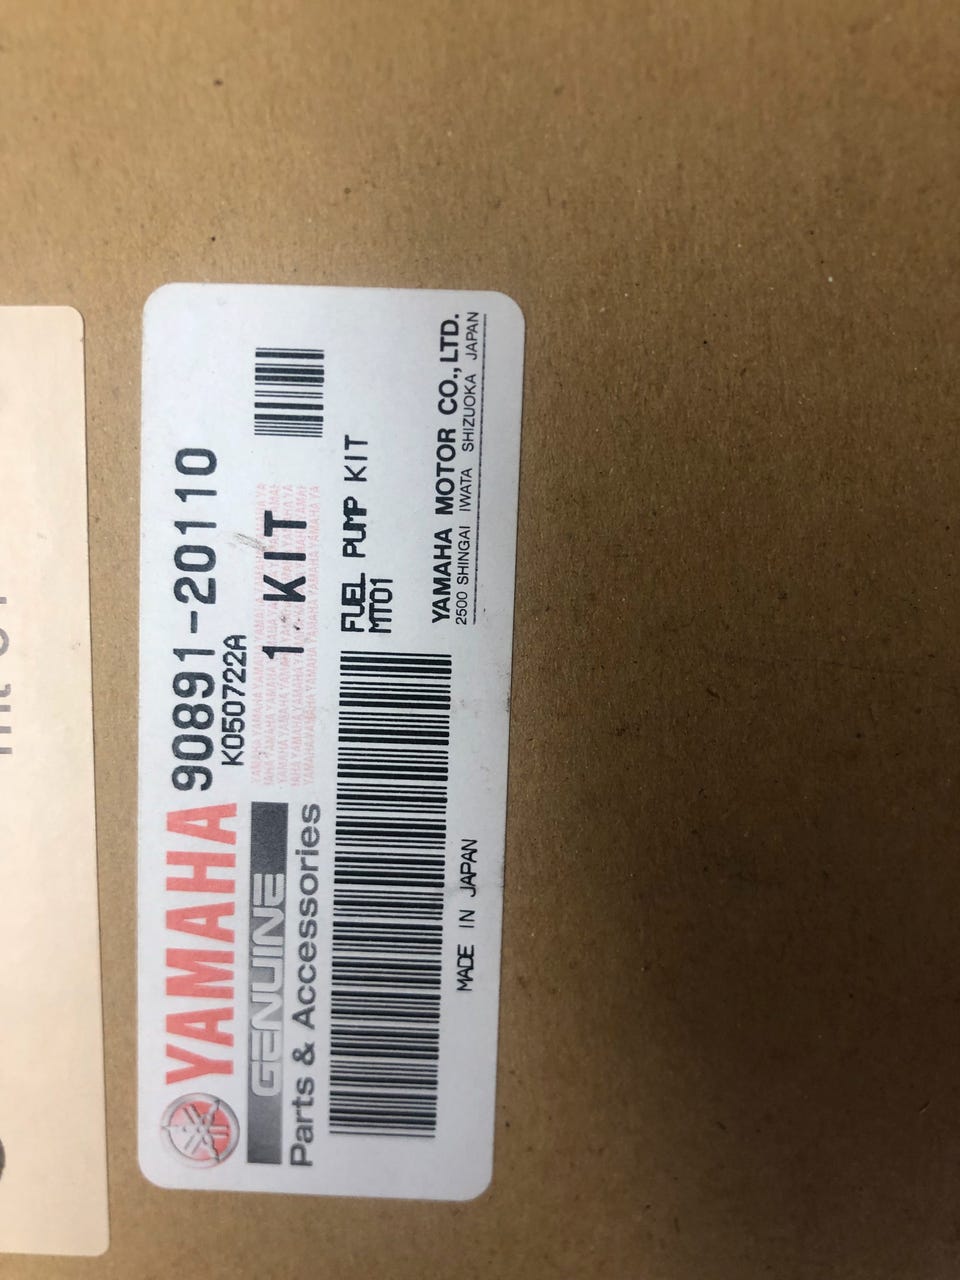 YAMAHA 90891-20110
K050722A
GENUINE 1 KIT
Parts & Accessories
FUEL PUMP KIT
MT01
MADE IN JAPAN
YAMAHA MOTOR CO., LTD.
2500 SHINGAI IWATA SHIZUOKA JAPAN